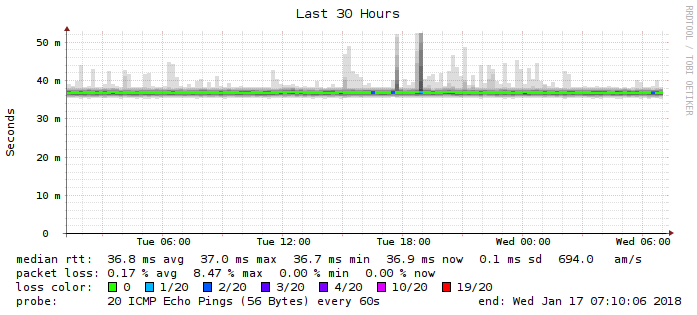 Last 30 Hours
RRDTOOL / TOBI OETIKER
Seconds
50 m
40 m
30 m
20 m
10 m
0
Tue 06:00 Tue 12:00 Tue 18:00 Wed 00:00 Wed 06:00
median rtt: 36.8 ms avg 37.0 ms max 36.7 ms min 36.9 ms now 0.1 ms sd 694.0 am/s
packet loss: 0.17 % avg 8.47 % max 0.00 % min 0.00 % now
loss color: 0 1/20 2/20 3/20 4/20 10/20 19/20
probe: 20 ICMP Echo Pings (56 Bytes) every 60s end: Wed Jan 17 07:10:06 2018